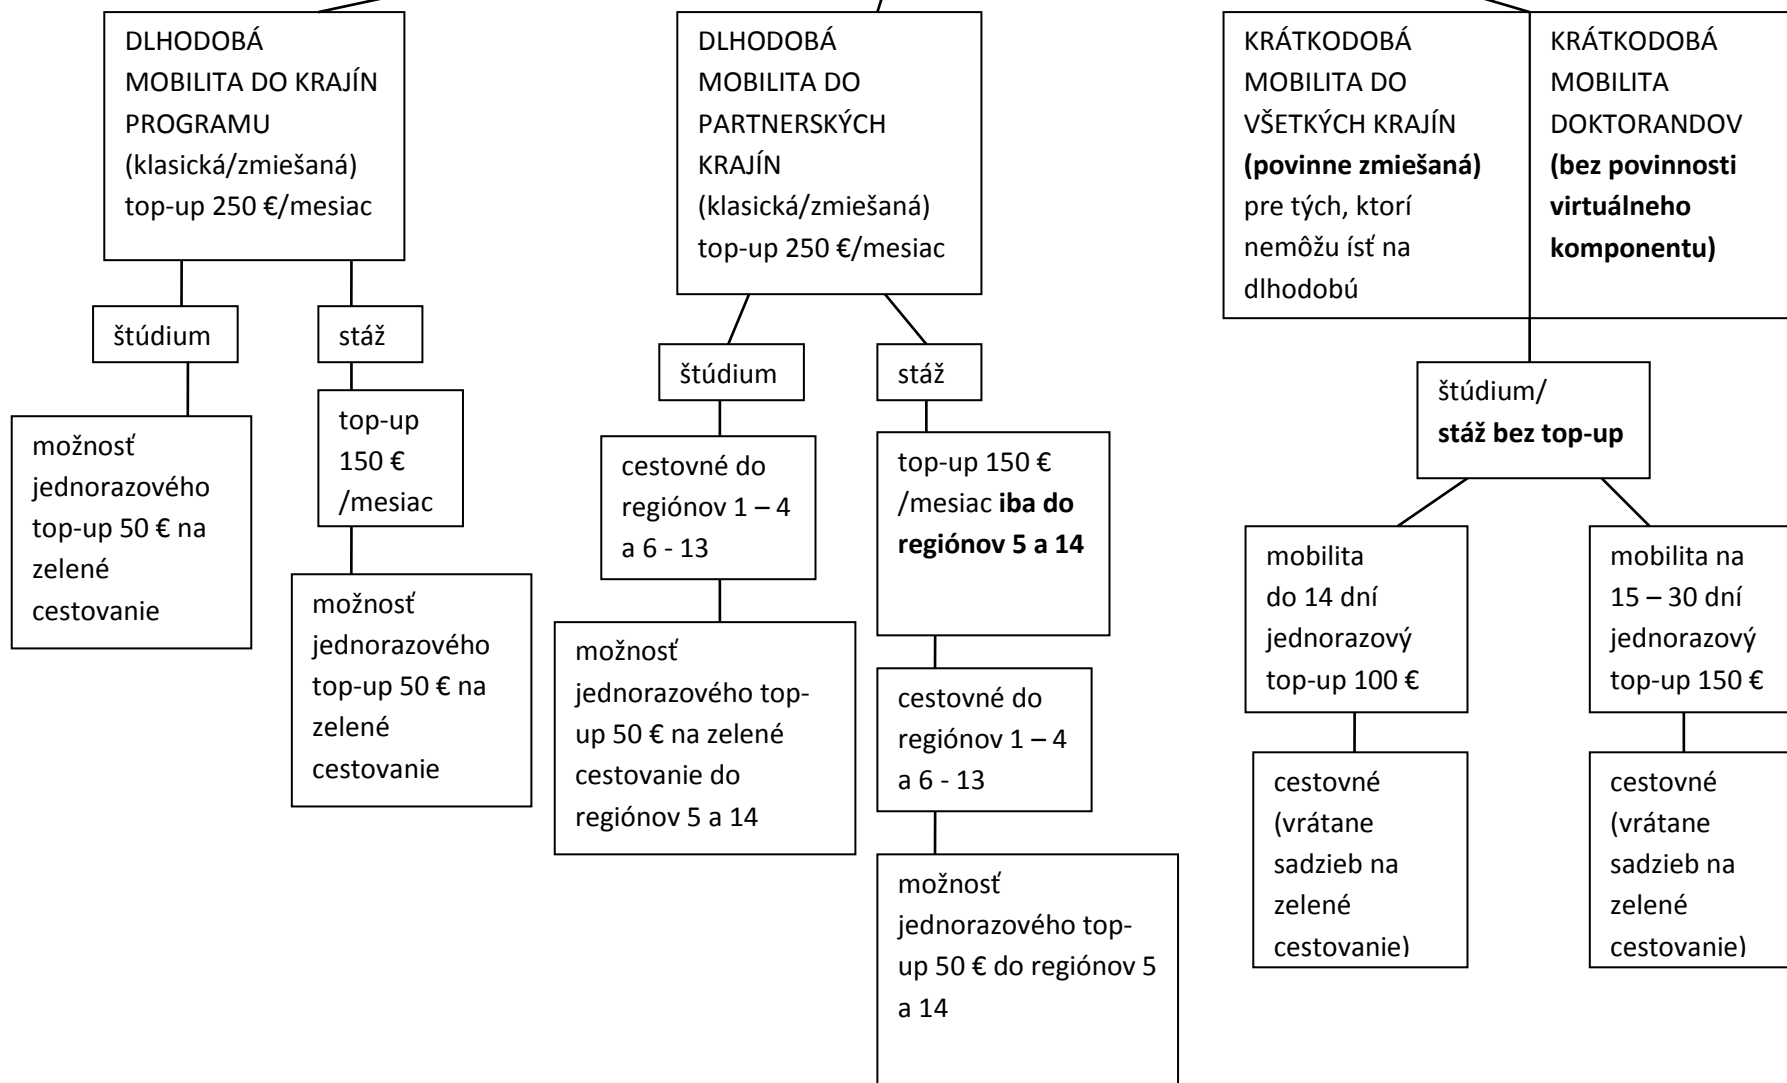 DLHODOBÁ
MOBILITA DO KRAJÍN
PROGRAMU
(klasická/zmiešaná)
top-up 250 €/mesiac
štúdium
stáž
možnosť
jednorazového
top-up 50 € na
zelené
cestovanie
top-up
150 €
/mesiac
možnosť
jednorazového
top-up 50 € na
zelené
cestovanie
DLHODOBÁ
MOBILITA DO
PARTNERSKÝCH
KRAJÍN
(klasická/zmiešaná)
top-up 250 €/mesiac
štúdium
stáž
cestovné do
regiónov 1 – 4
a 6 - 13
možnosť
jednorazového top-
up 50 € na zelené
cestovanie do
regiónov 5 a 14
top-up 150 €
/mesiac iba do
regiónov 5 a 14
cestovné do
regiónov 1 – 4
a 6 - 13
možnosť
jednorazového top-
up 50 € do regiónov 5
a 14
KRÁTKODOBÁ
MOBILITA DO
VŠETKÝCH KRAJÍN
(povinne zmiešaná)
pre tých, ktorí
nemôžu ísť na
dlhodobú
KRÁTKODOBÁ
MOBILITA
DOKTORANDOV
(bez povinnosti
virtuálneho
komponentu)
štúdium/
stáž bez top-up
mobilita
do 14 dní
jednorazový
top-up 100 €
cestovné
(vrátane
sadzieb na
zelené
cestovanie)
mobilita na
15 – 30 dní
jednorazový
top-up 150 €
cestovné
(vrátane
sadzieb na
zelené
cestovanie)